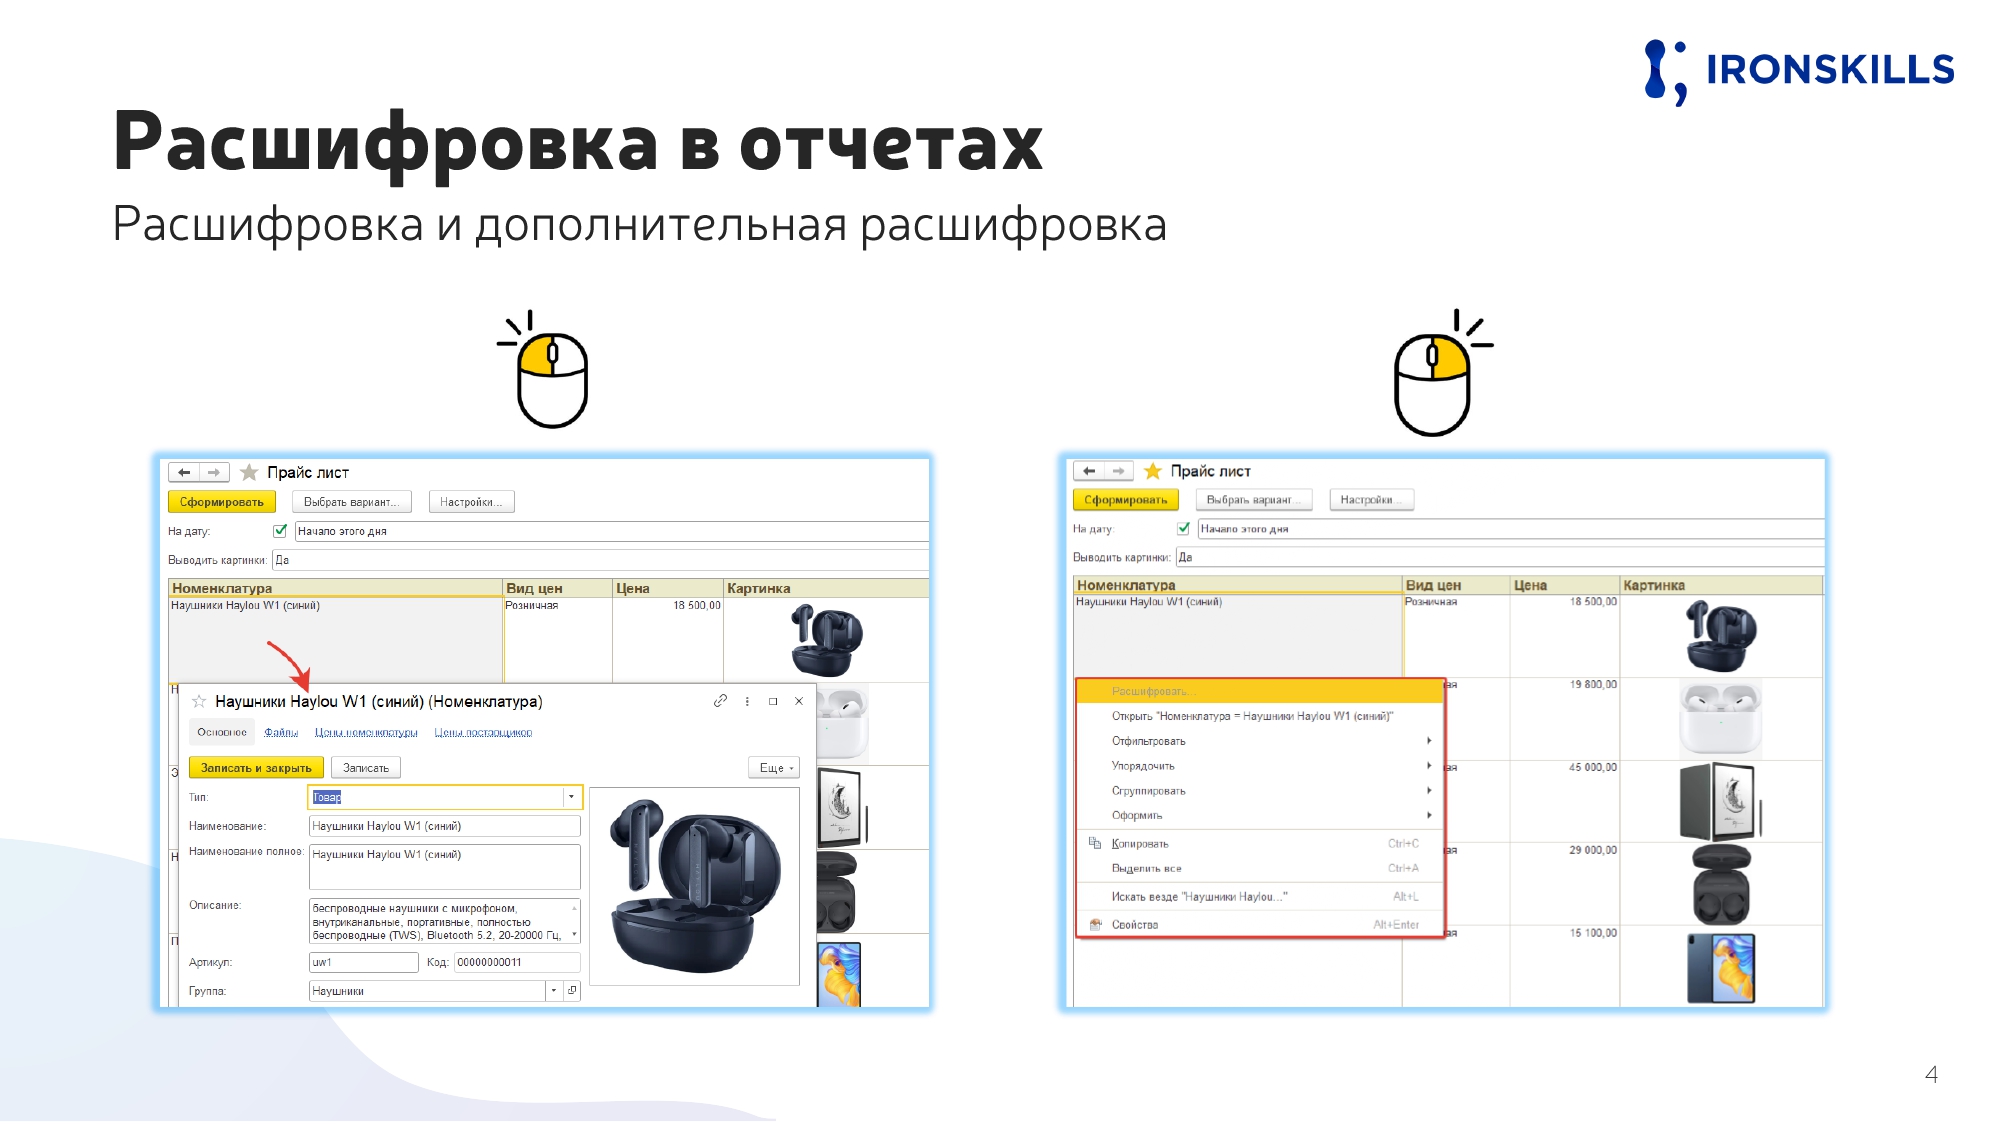 IRONSKILLS
Расшифровка в отчетах
Расшифровка и дополнительная расшифровка
Прайс лист
Сформировать Выбрать вариант... Настройки...
На дату: Начало этого дня
Выводить картинки: Да
Номенклатура Вид цен Цена Картинка
Наушники Haylou W1 (синий) Розничная 18 500,00
Наушники Haylou W1 (синий) (Номенклатура)
Основное Файлы Цены номенклатуры Цены поставщиков
Записать и закрыть Записать Еще
Тип: Товар
Наименование: Наушники Haylou W1 (синий)
Наименование полное: Наушники Haylou W1 (синий)
Описание: беспроводные наушники с микрофоном,
внутриканальные, портативные, полностью
беспроводные (TWS), Bluetooth 5.2, 20-20000 Гц,
Артикул: uw1 Код: 00000000011
Группа: Наушники
Прайс лист
Сформировать Выбрать вариант... Настройки...
На дату: Начало этого дня
Выводить картинки: Да
Номенклатура Вид цен Цена Картинка
Наушники Haylou W1 (синий) Розничная 18 500,00
Расшифровать... ная 19 800,00
Открыть "Номенклатура = Наушники Haylou W1 (синий)"
Отфильтровать
Упорядочить ная 45 000,00
Сгруппировать
Оформить
Копировать Ctrl+C ная 29 000,00
Выделить все Ctrl+A
Искать везде "Наушники Haylou..." Alt+L
Свойства Alt+Enter ная 15 100,00
4